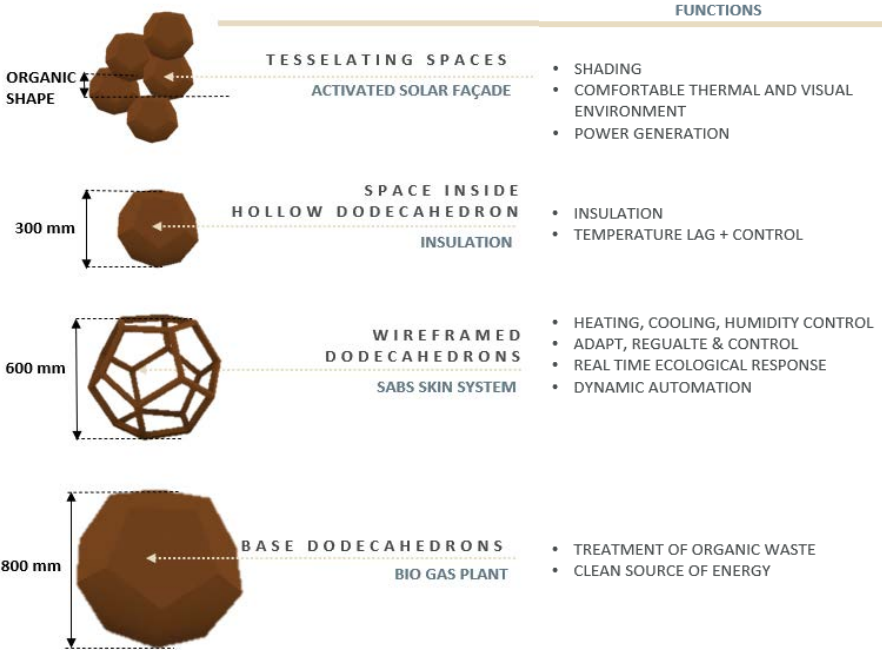 FUNCTIONS
ORGANIC
SHAPE
TESSELATING SPACES
ACTIVATED SOLAR FAÇADE
• SHADING
• COMFORTABLE THERMAL AND VISUAL
ENVIRONMENT
• POWER GENERATION
300 mm
SPACE INSIDE
HOLLOW DODECAHEDRON
INSULATION
• INSULATION
• TEMPERATURE LAG + CONTROL
600 mm
WIREFRAMED
DODECAHEDRONS
SABS SKIN SYSTEM
• HEATING, COOLING, HUMIDITY CONTROL
• ADAPT, REGUALTE & CONTROL
• REAL TIME ECOLOGICAL RESPONSE
• DYNAMIC AUTOMATION
800 mm
BASE DODECAHEDRONS
BIO GAS PLANT
• TREATMENT OF ORGANIC WASTE
• CLEAN SOURCE OF ENERGY